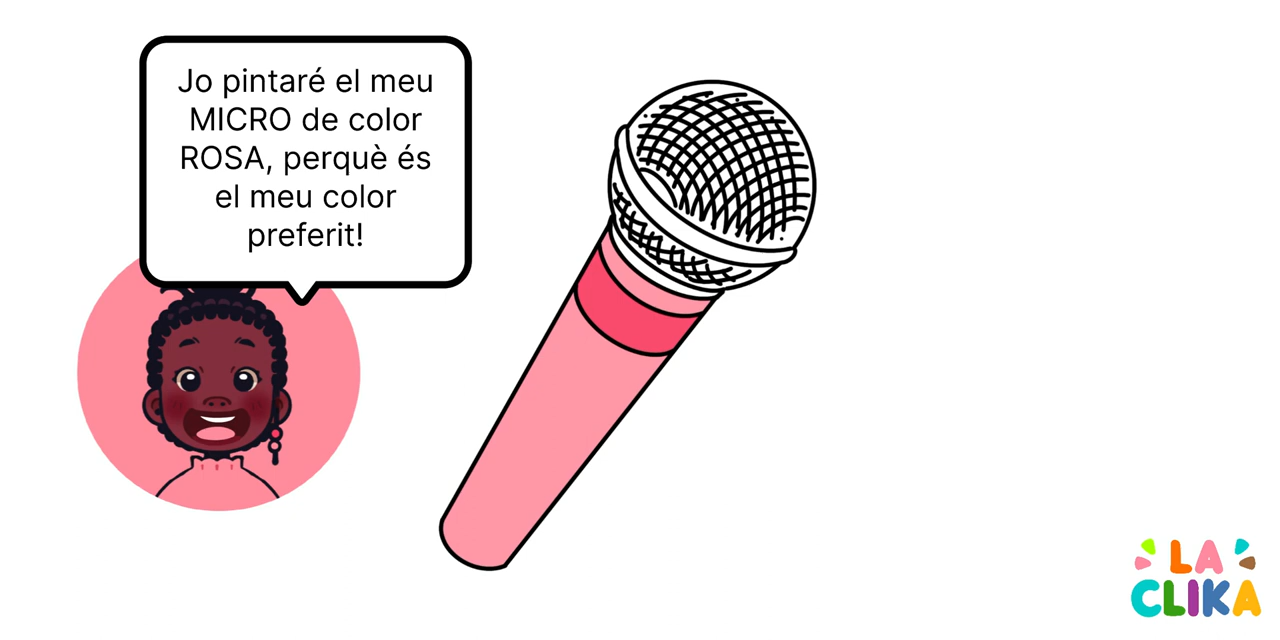 Jo pintaré el meu
MICRO de color
ROSA, perquè és
el meu color
preferit!
LA
CLIKA